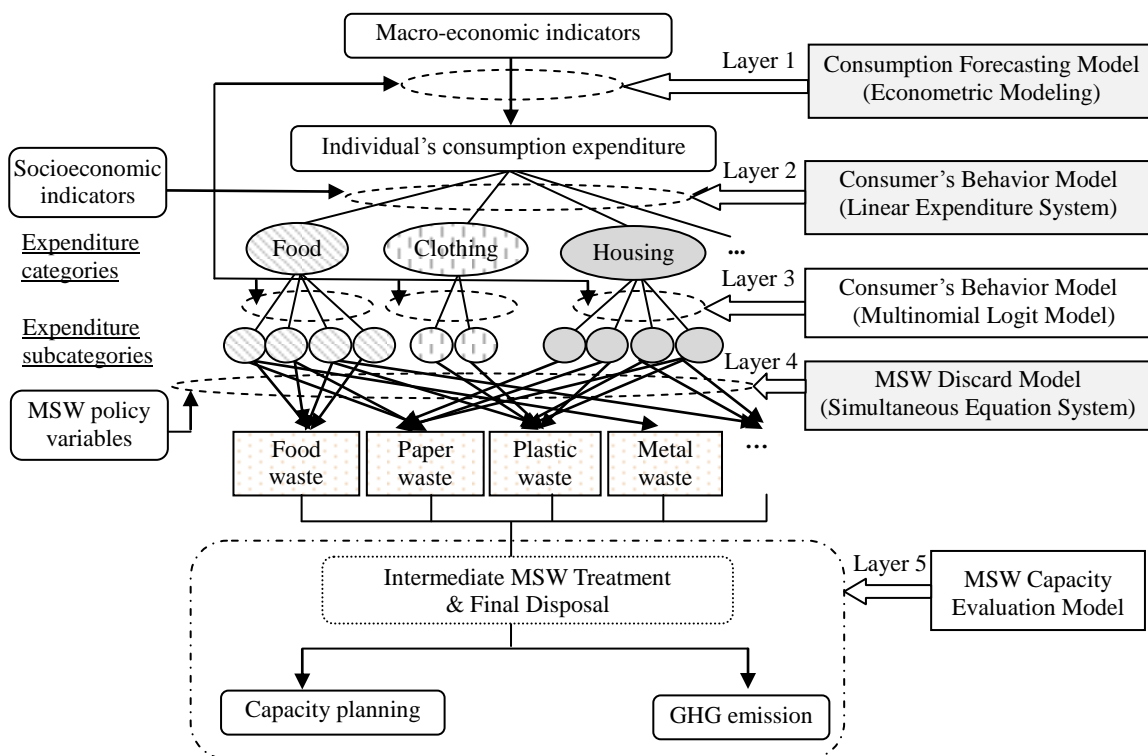 Macro-economic indicators
Layer 1
Consumption Forecasting Model
(Econometric Modeling)
Individual's consumption expenditure
Socioeconomic
indicators
Layer 2
Consumer's Behavior Model
(Linear Expenditure System)
Expenditure
categories
Food
Clothing
Housing
...
Layer 3
Consumer's Behavior Model
(Multinomial Logit Model)
Expenditure
subcategories
Layer 4
MSW Discard Model
(Simultaneous Equation System)
MSW policy
variables
Food
waste
Paper
waste
Plastic
waste
Metal
waste
...
Intermediate MSW Treatment
& Final Disposal
Layer 5
MSW Capacity
Evaluation Model
Capacity planning
GHG emission